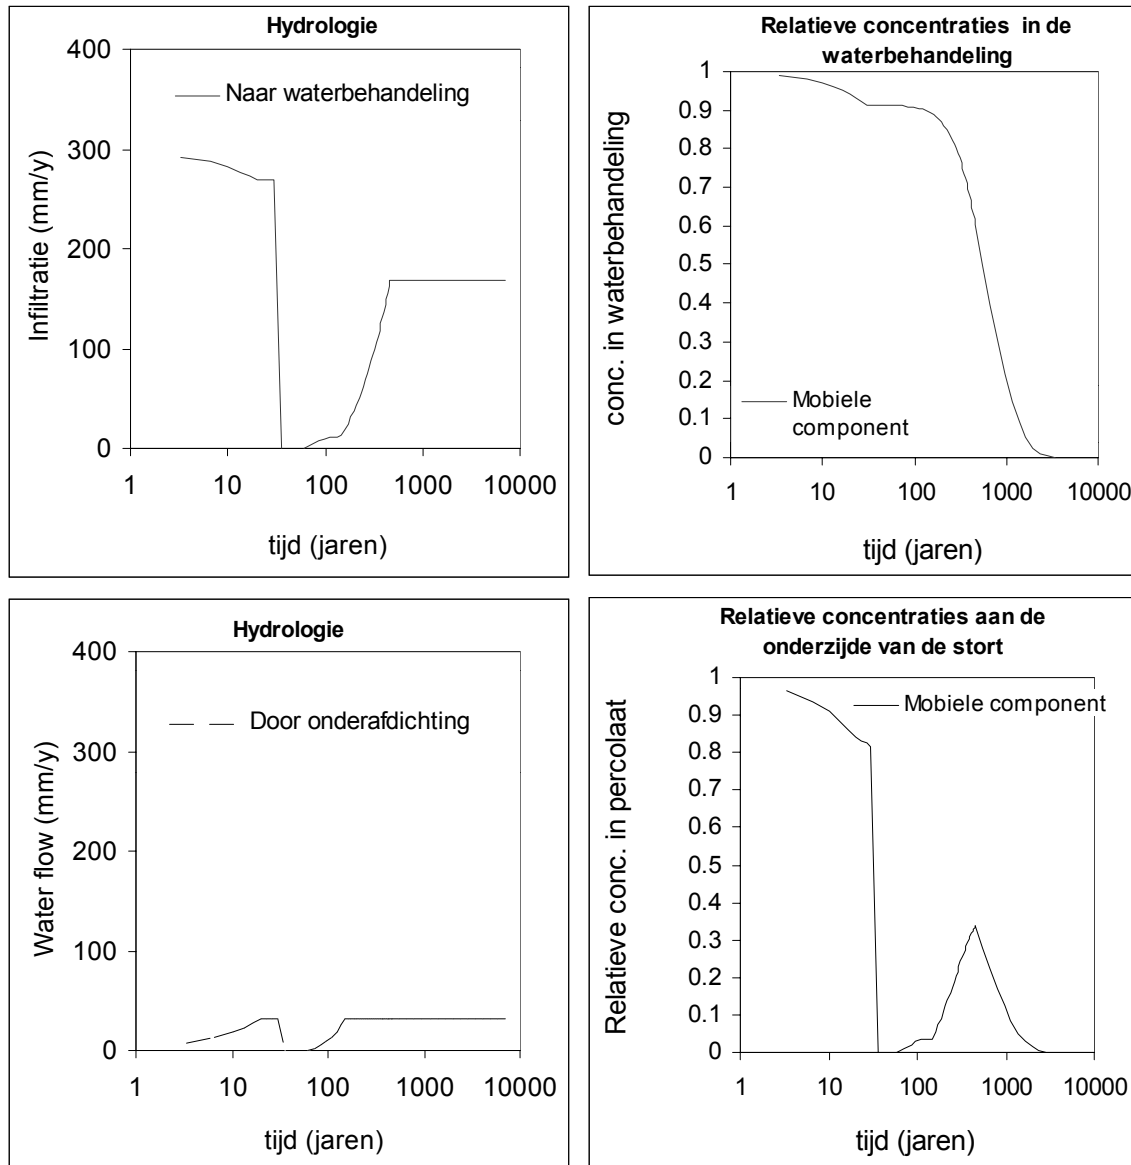 Hydrologie
400
300
200
100
0
Infiltratie (mm/y)
Naar waterbehandeling
1 10 100 1000 10000
tijd (jaren)
Relatieve concentraties in de
waterbehandeling
1
0.9
0.8
0.7
0.6
0.5
0.4
0.3
0.2
0.1
0
conc. in waterbehandeling
Mobiele
component
1 10 100 1000 10000
tijd (jaren)
Hydrologie
400
300
200
100
0
Water flow (mm/y)
Door onderafdichting
1 10 100 1000 10000
tijd (jaren)
Relatieve concentraties aan de
onderzijde van de stort
1
0.9
0.8
0.7
0.6
0.5
0.4
0.3
0.2
0.1
0
Relatieve conc. in percolaat
Mobiele component
1 10 100 1000 10000
tijd (jaren)